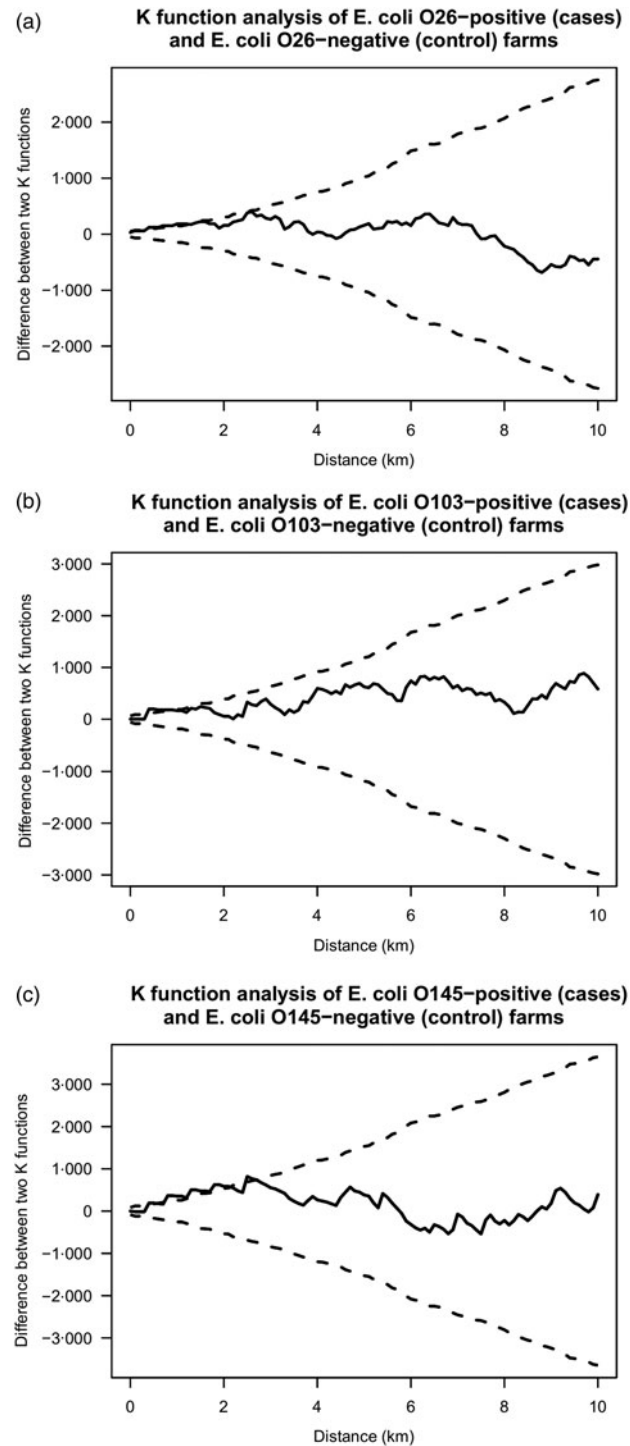 (a)
K function analysis of E. coli O26−positive (cases)
and E. coli O26−negative (control) farms
Difference between two K functions
2·000
1·000
0
−1·000
−2·000
0 2 4 6 8 10
Distance (km)
(b)
K function analysis of E. coli O103−positive (cases)
and E. coli O103−negative (control) farms
Difference between two K functions
3·000
2·000
1·000
0
−1·000
−2·000
−3·000
0 2 4 6 8 10
Distance (km)
(c)
K function analysis of E. coli O145−positive (cases)
and E. coli O145−negative (control) farms
Difference between two K functions
3·000
2·000
1·000
0
−1·000
−2·000
−3·000
0 2 4 6 8 10
Distance (km)